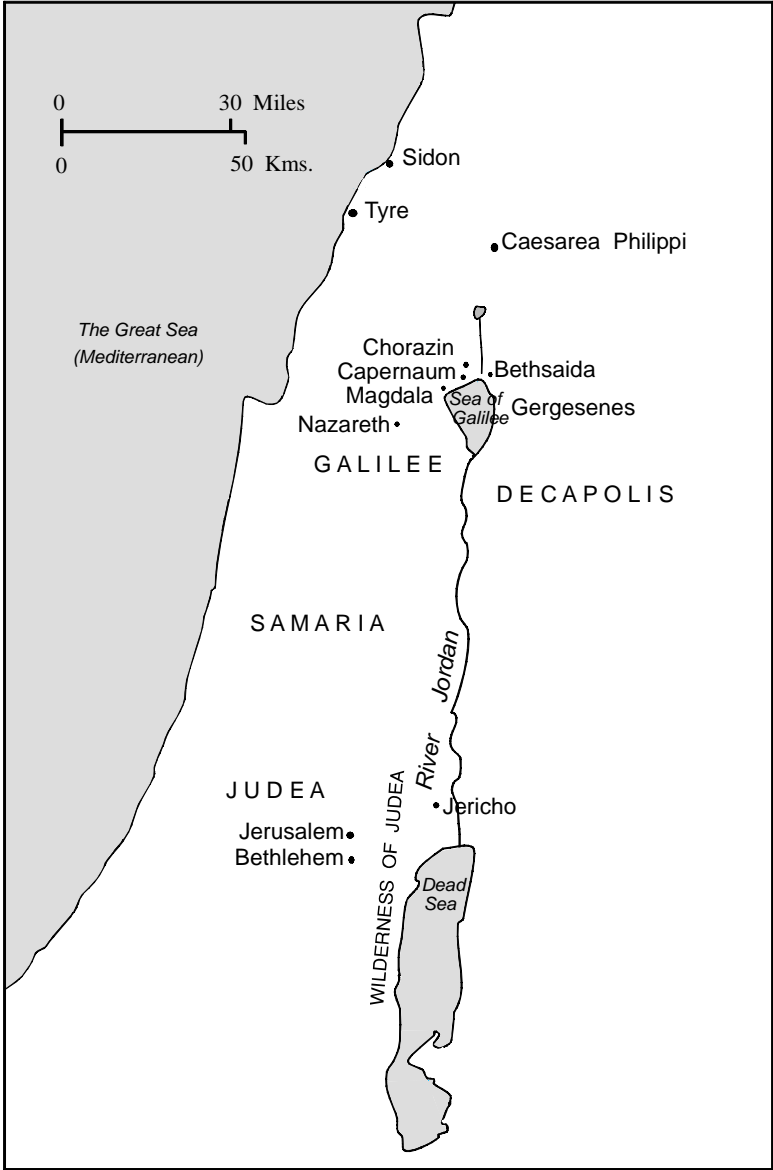 0 30 Miles
0 50 Kms.
Sidon
Tyre
Caesarea Philippi
The Great Sea
(Mediterranean)
Chorazin
Capernaum
Bethsaida
Magdala
Sea of
Galilee
Gergesenes
Nazareth
GALILEE
DECAPOLIS
SAMARIA
River Jordan
JUDEA
WILDERNESS OF JUDEA
Jericho
Jerusalem
Bethlehem
Dead
Sea